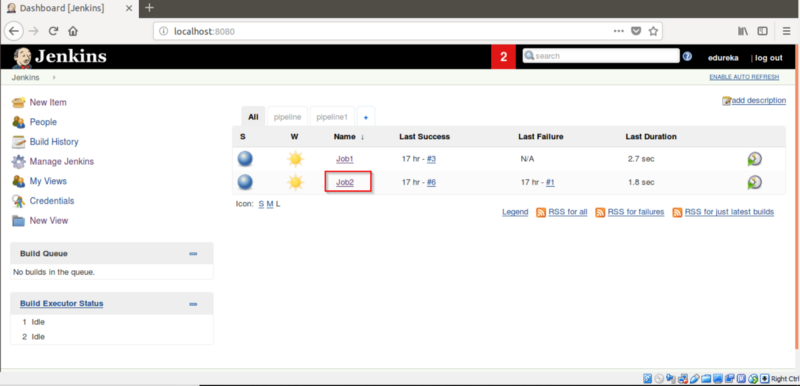 Dashboard [Jenkins]
localhost:8080
Jenkins
2
search
edureka | log out
Jenkins
ENABLE AUTO REFRESH
New Item
People
Build History
Manage Jenkins
My Views
Credentials
New View
add description
All pipeline pipeline1 +
S W Name ↓ Last Success Last Failure Last Duration
Job1 17 hr - #3 N/A 2.7 sec
Job2 17 hr - #6 17 hr - #1 1.8 sec
Icon: S M L
Legend RSS for all RSS for failures RSS for just latest builds
Build Queue
No builds in the queue.
Build Executor Status
1 Idle
2 Idle
Right Ctrl